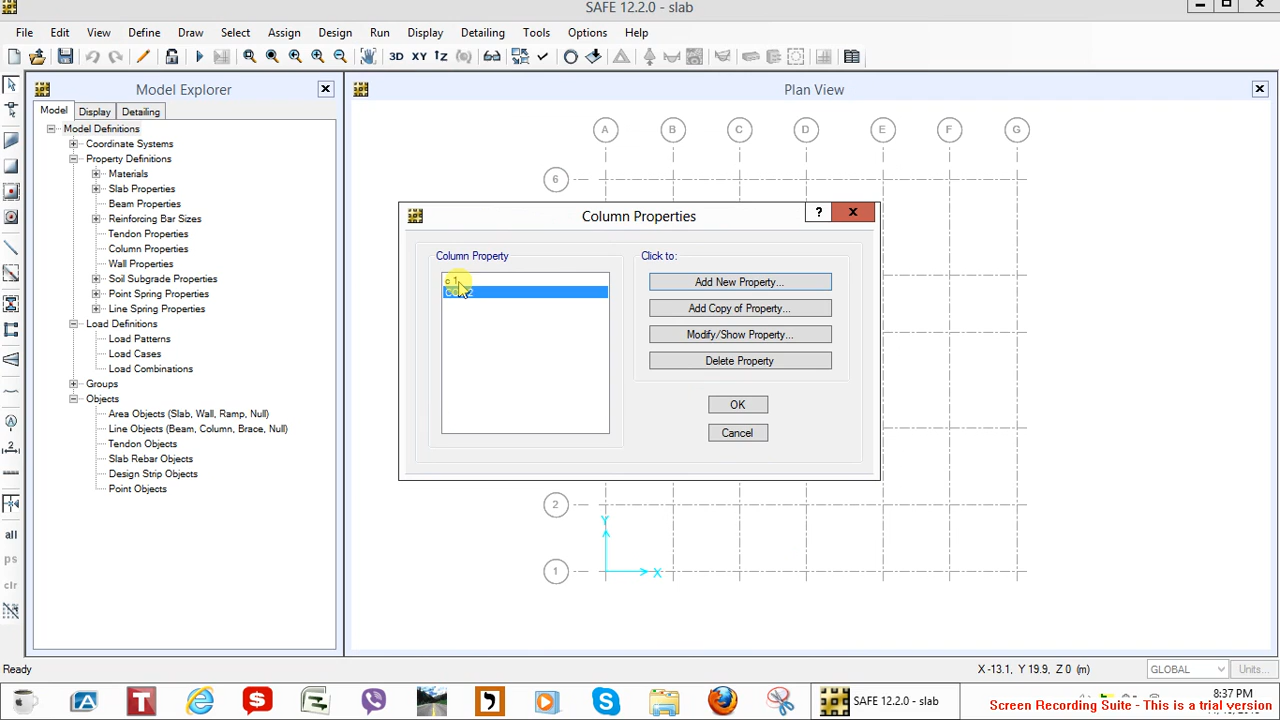 SAFE 12.2.0 - slab
File Edit View Define Draw Select Assign Design Run Display Detailing Tools Options Help
3D XY
Model Explorer
Plan View
Model Display Detailing
Model Definitions
Coordinate Systems
Property Definitions
Materials
Slab Properties
Beam Properties
Reinforcing Bar Sizes
Tendon Properties
Column Properties
Wall Properties
Soil Subgrade Properties
Point Spring Properties
Line Spring Properties
Load Definitions
Load Patterns
Load Cases
Load Combinations
Groups
Objects
Area Objects (Slab, Wall, Ramp, Null)
Line Objects (Beam, Column, Brace, Null)
Tendon Objects
Slab Rebar Objects
Design Strip Objects
Point Objects
all
ps
clr
A B C D E F G
6
2
1
Y
X
Column Properties
?
Column Property
Click to:
c 1
Add New Property...
Add Copy of Property...
Modify/Show Property...
Delete Property
OK
Cancel
Ready
X -13.1, Y 19.9, Z 0 (m)
GLOBAL
Units...
SAFE 12.2.0 - slab
8:37 PM
Screen Recording Suite - This is a trial version